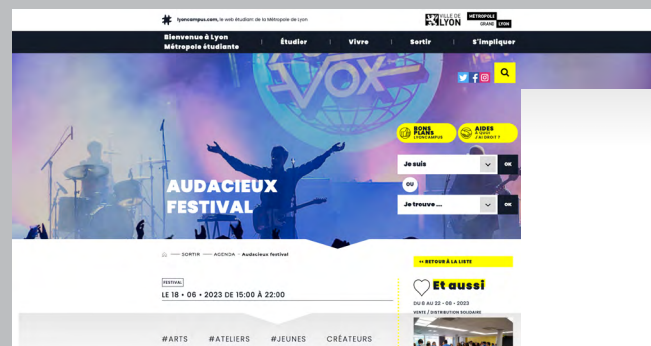 # lyoncampus.com, le web étudiant de la Métropole de Lyon
VILLE DE LYON
MÉTROPOLE GRAND LYON
Bienvenue à Lyon Métropole étudiante
Étudier
Vivre
Sortir
S'impliquer
VOX
BONS PLANS LYONCAMPUS
AIDES À QUOI J'AI DROIT ?
Je suis
OK
OU
Je trouve ...
OK
AUDACIEUX
FESTIVAL
SORTIR — AGENDA - Audacieux festival
<< RETOUR À LA LISTE
FESTIVAL
LE 18 • 06 • 2023 DE 15:00 À 22:00
Et aussi
DU 8 AU 22 - 06 - 2023
VENTE / DISTRIBUTION SOLIDAIRE
#ARTS #ATELIERS #JEUNES CRÉATEURS